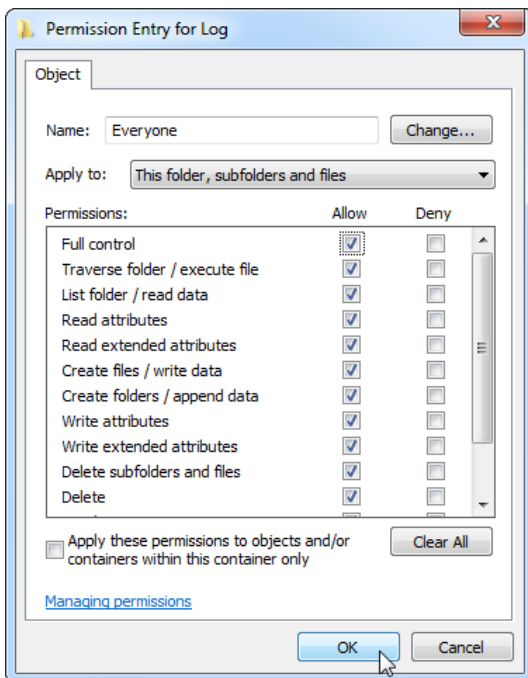 Permission Entry for Log
Object
Name: Everyone Change...
Apply to: This folder, subfolders and files
Permissions: Allow Deny
Full control
Traverse folder / execute file
List folder / read data
Read attributes
Read extended attributes
Create files / write data
Create folders / append data
Write attributes
Write extended attributes
Delete subfolders and files
Delete
Apply these permissions to objects and/or
containers within this container only
Clear All
Managing permissions
OK Cancel